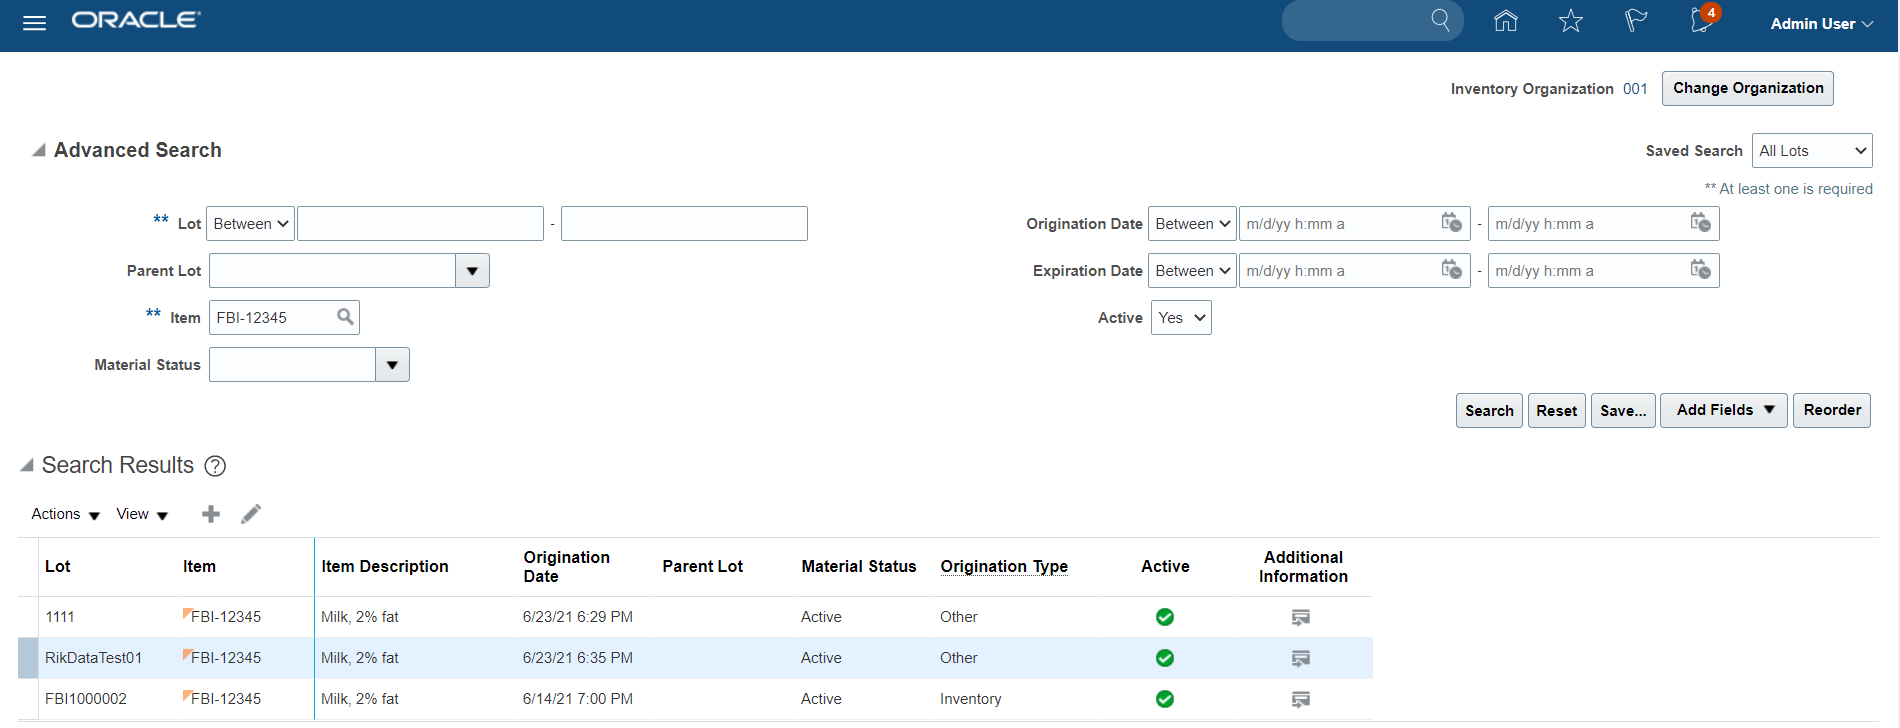 ORACLE
4
Admin User
Inventory Organization 001 Change Organization
Advanced Search
Saved Search All Lots
** At least one is required
** Lot Between - Origination Date Between m/d/yy h:mm a - m/d/yy h:mm a
Parent Lot Expiration Date Between m/d/yy h:mm a - m/d/yy h:mm a
** Item FBI-12345 Active Yes
Material Status
Search Reset Save... Add Fields Reorder
Search Results ?
Actions View
Lot Item Item Description Origination Date Parent Lot Material Status Origination Type Active Additional Information
1111 FBI-12345 Milk, 2% fat 6/23/21 6:29 PM Active Other
RikDataTest01 FBI-12345 Milk, 2% fat 6/23/21 6:35 PM Active Other
FBI1000002 FBI-12345 Milk, 2% fat 6/14/21 7:00 PM Active Inventory